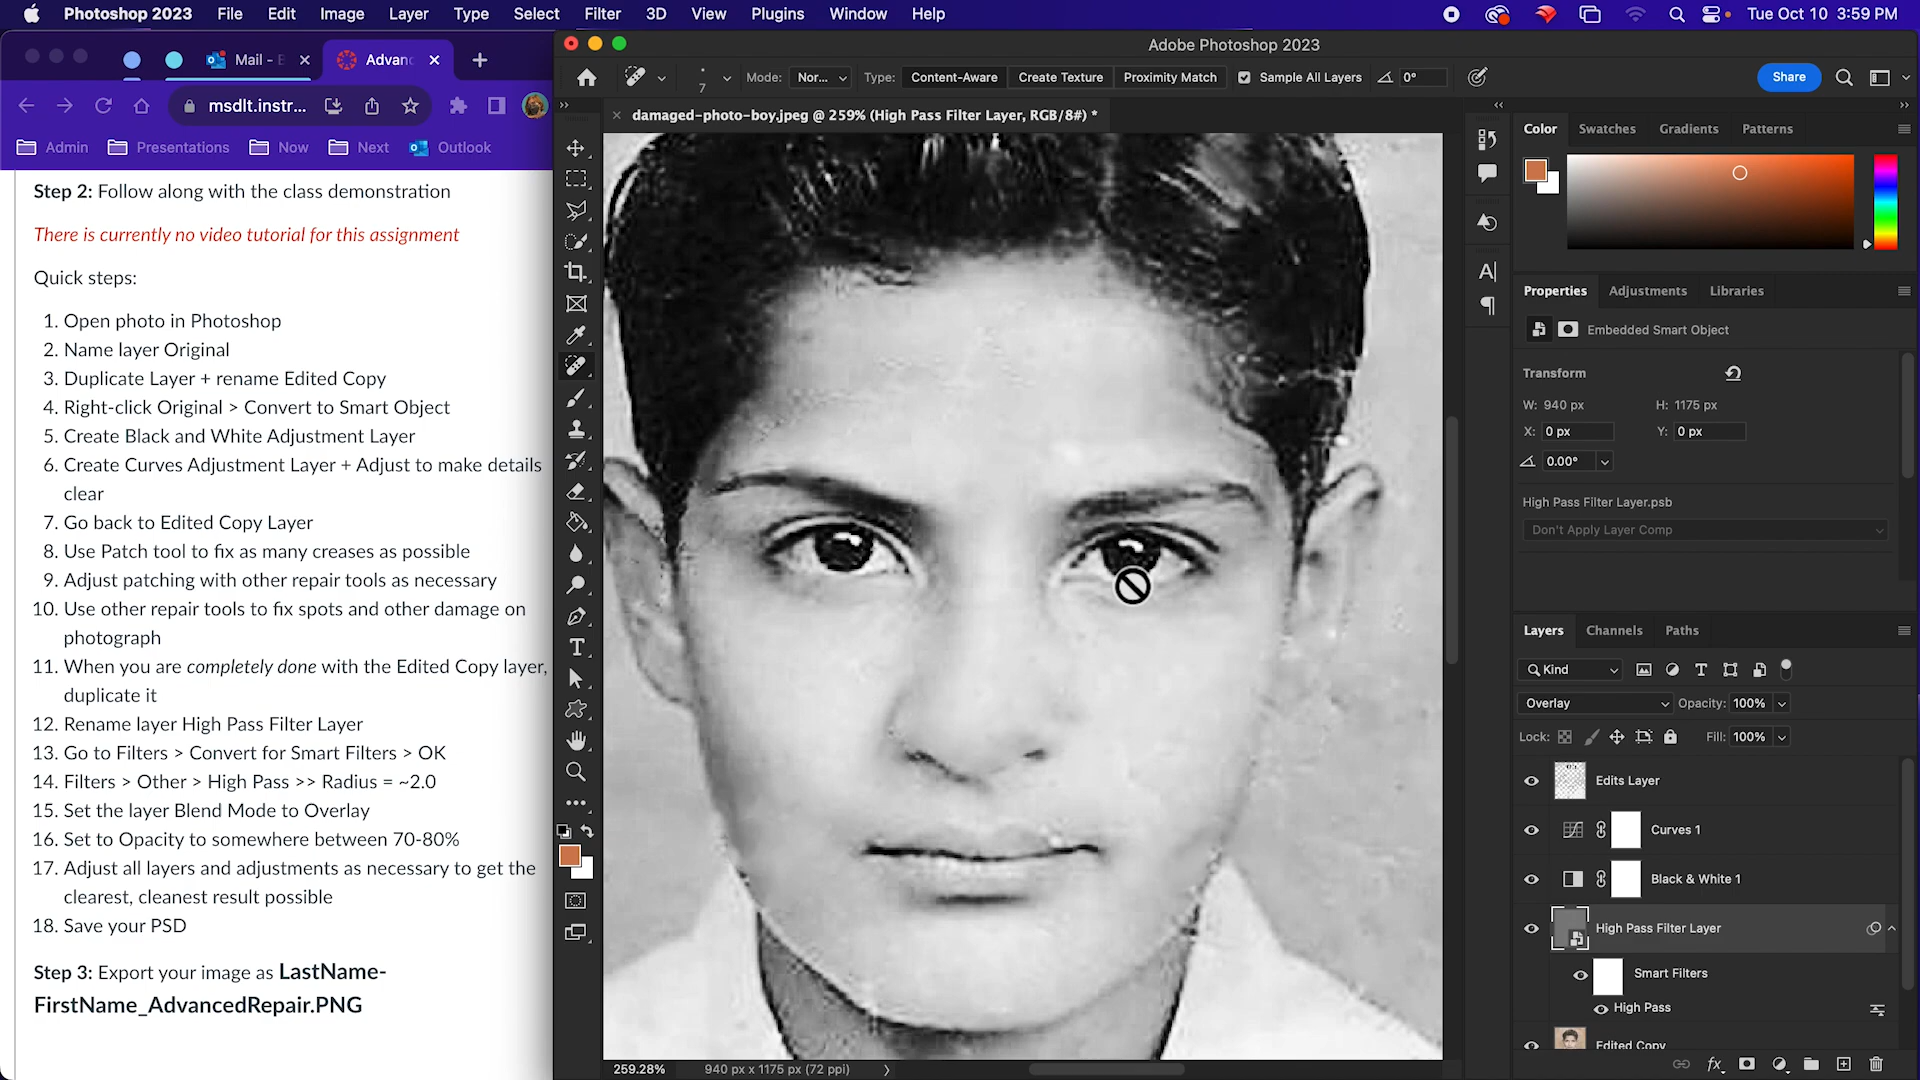 Photoshop 2023 File Edit Image Layer Type Select Filter 3D View Plugins Window Help Tue Oct 10 3:59 PM
Mail - E
Advanc
Adobe Photoshop 2023
msdlt.instr...
Admin Presentations Now Next Outlook
7 Mode: Nor... Type: Content-Aware Create Texture Proximity Match Sample All Layers 0° Share
damaged-photo-boy.jpeg @ 259% (High Pass Filter Layer, RGB/8#) *
Step 2: Follow along with the class demonstration
There is currently no video tutorial for this assignment
Quick steps:
1. Open photo in Photoshop
2. Name layer Original
3. Duplicate Layer + rename Edited Copy
4. Right-click Original > Convert to Smart Object
5. Create Black and White Adjustment Layer
6. Create Curves Adjustment Layer + Adjust to make details
clear
7. Go back to Edited Copy Layer
8. Use Patch tool to fix as many creases as possible
9. Adjust patching with other repair tools as necessary
10. Use other repair tools to fix spots and other damage on
photograph
11. When you are completely done with the Edited Copy layer,
duplicate it
12. Rename layer High Pass Filter Layer
13. Go to Filters > Convert for Smart Filters > OK
14. Filters > Other > High Pass >> Radius = ~2.0
15. Set the layer Blend Mode to Overlay
16. Set to Opacity to somewhere between 70-80%
17. Adjust all layers and adjustments as necessary to get the
clearest, cleanest result possible
18. Save your PSD
Step 3: Export your image as LastName-
FirstName_AdvancedRepair.PNG
259.28% 940 px x 1175 px (72 ppi)
Color Swatches Gradients Patterns
Properties Adjustments Libraries
Embedded Smart Object
Transform
W: 940 px H: 1175 px
X: 0 px Y: 0 px
0.00°
High Pass Filter Layer.psb
Don't Apply Layer Comp
Layers Channels Paths
Kind
Overlay Opacity: 100%
Lock: Fill: 100%
Edits Layer
Curves 1
Black & White 1
High Pass Filter Layer
Smart Filters
High Pass
Edited Copy